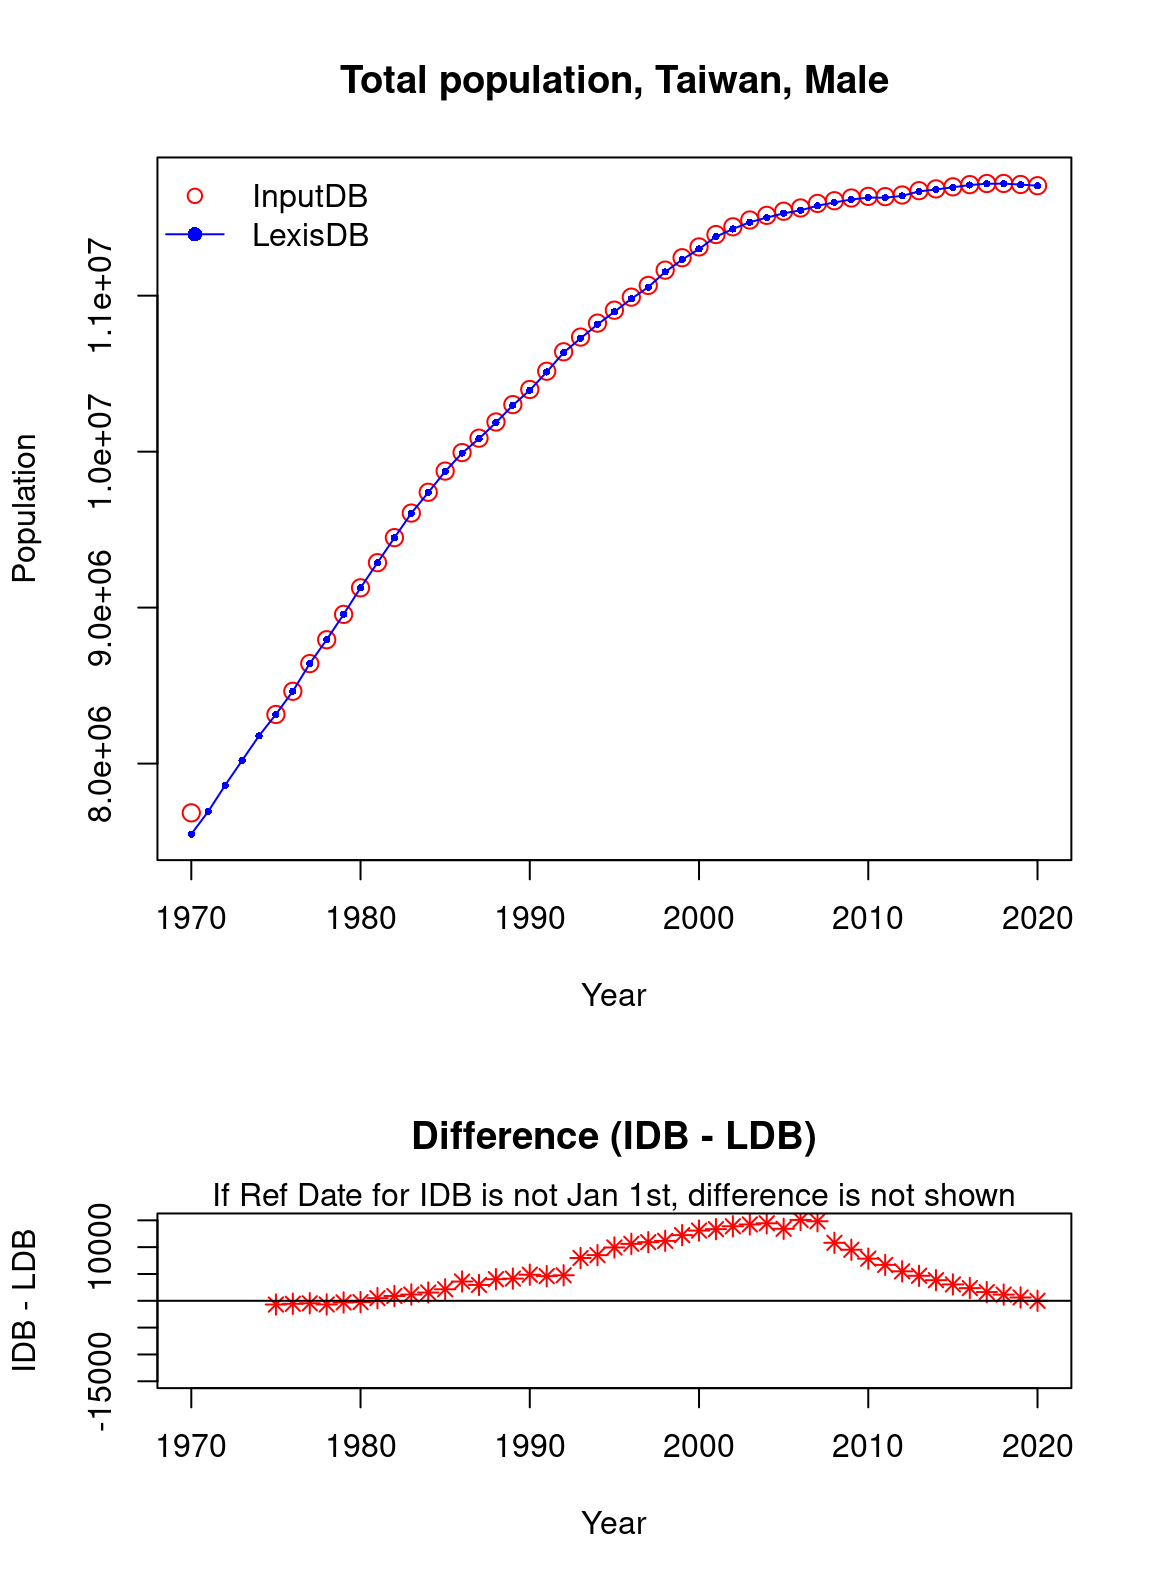 Total population, Taiwan, Male
InputDB
LexisDB
Population
8.0e+06 9.0e+06 1.0e+07 1.1e+07
1970 1980 1990 2000 2010 2020
Year
Difference (IDB - LDB)
If Ref Date for IDB is not Jan 1st, difference is not shown
IDB - LDB
-15000 10000
1970 1980 1990 2000 2010 2020
Year